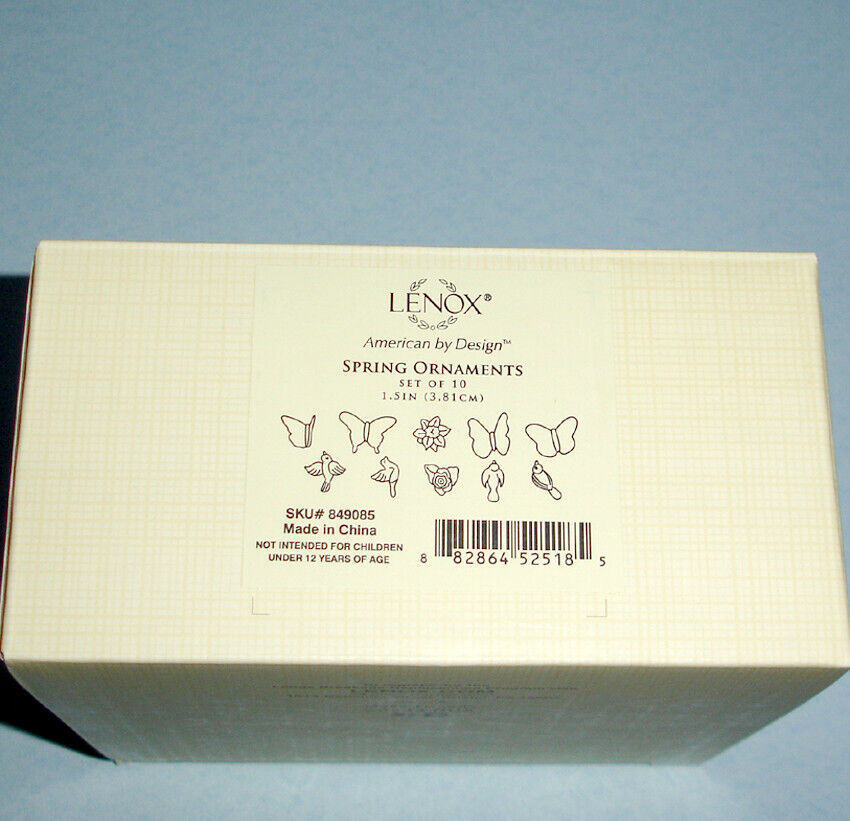 LENOX®
American by Design™
SPRING ORNAMENTS
SET OF 10
1.5IN (3.81CM)
SKU# 849085
Made in China
NOT INTENDED FOR CHILDREN
UNDER 12 YEARS OF AGE
8 82864 52518 5